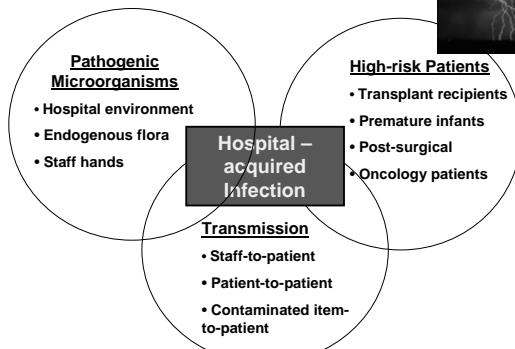 Pathogenic
Microorganisms
• Hospital environment
• Endogenous flora
• Staff hands
High-risk Patients
• Transplant recipients
• Premature infants
• Post-surgical
• Oncology patients
Hospital –
acquired
Infection
Transmission
• Staff-to-patient
• Patient-to-patient
• Contaminated item-
to-patient